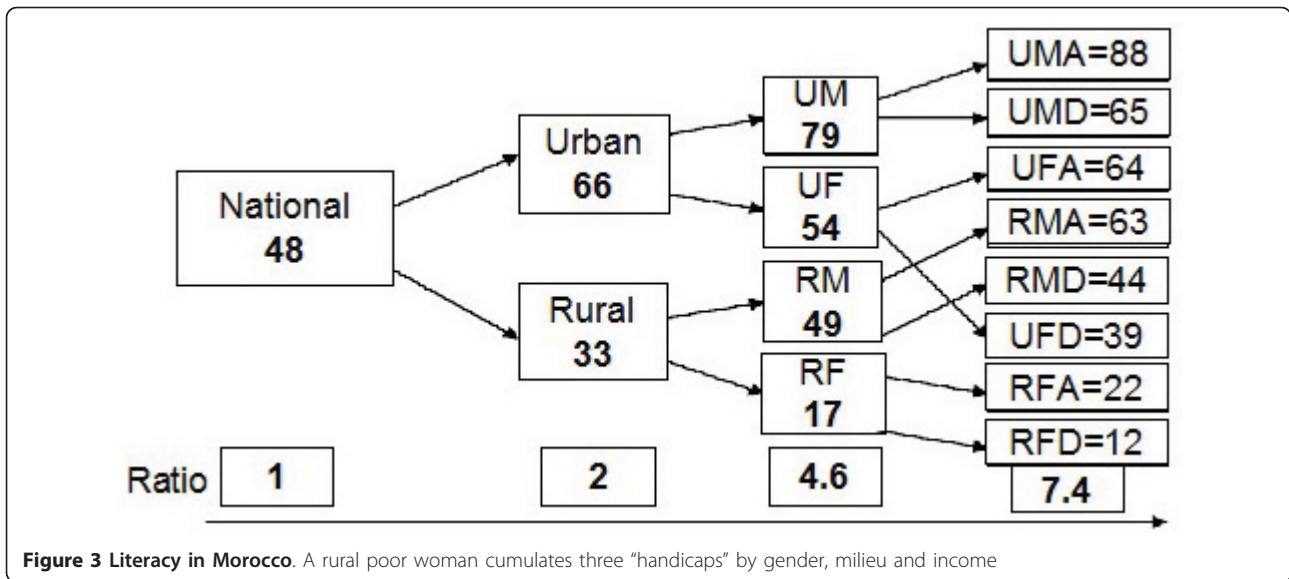 National
48
Urban
66
Rural
33
UM
79
UF
54
RM
49
RF
17
UMA=88
UMD=65
UFA=64
RMA=63
RMD=44
UFD=39
RFA=22
RFD=12
Ratio 1 2 4.6 7.4
Figure 3 Literacy in Morocco. A rural poor woman cumulates three “handicaps” by gender, milieu and income